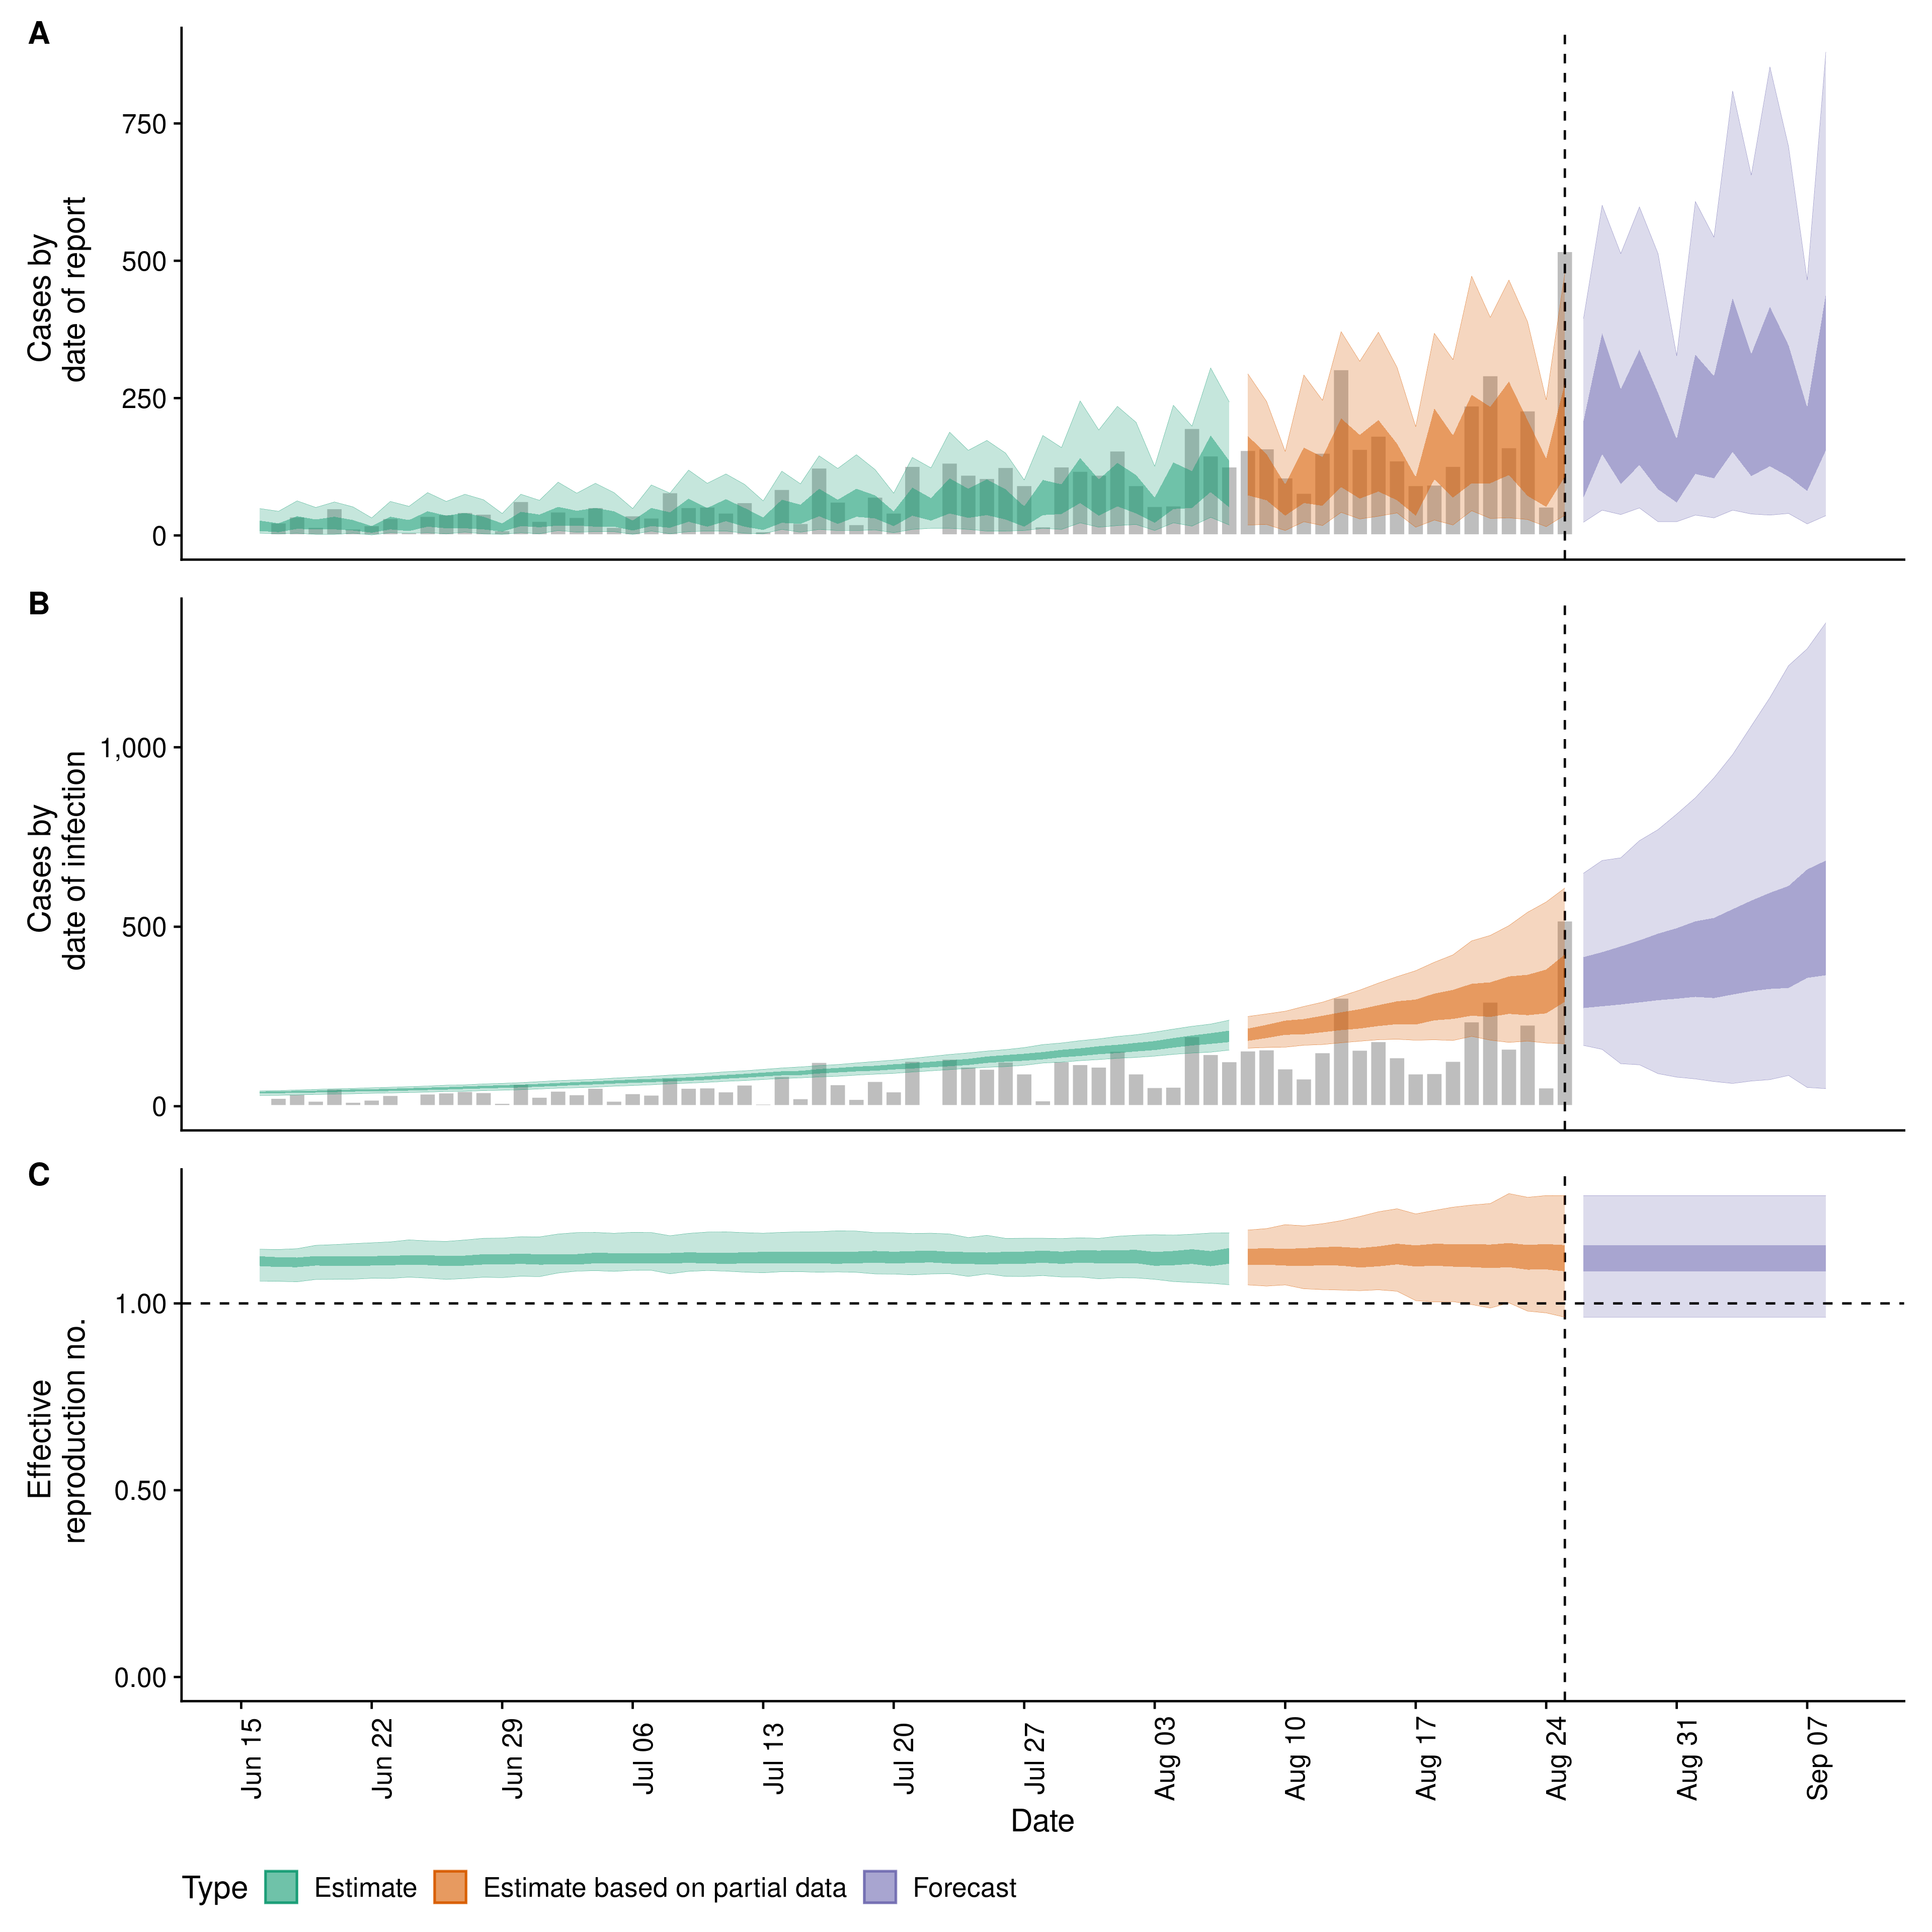 A
Cases by
date of report
750
500
250
0
B
Cases by
date of infection
1,000
500
0
C
Effective
reproduction no.
1.00
0.50
0.00
Jun 15
Jun 22
Jun 29
Jul 06
Jul 13
Jul 20
Jul 27
Aug 03
Aug 10
Aug 17
Aug 24
Aug 31
Sep 07
Date
Type Estimate Estimate based on partial data Forecast